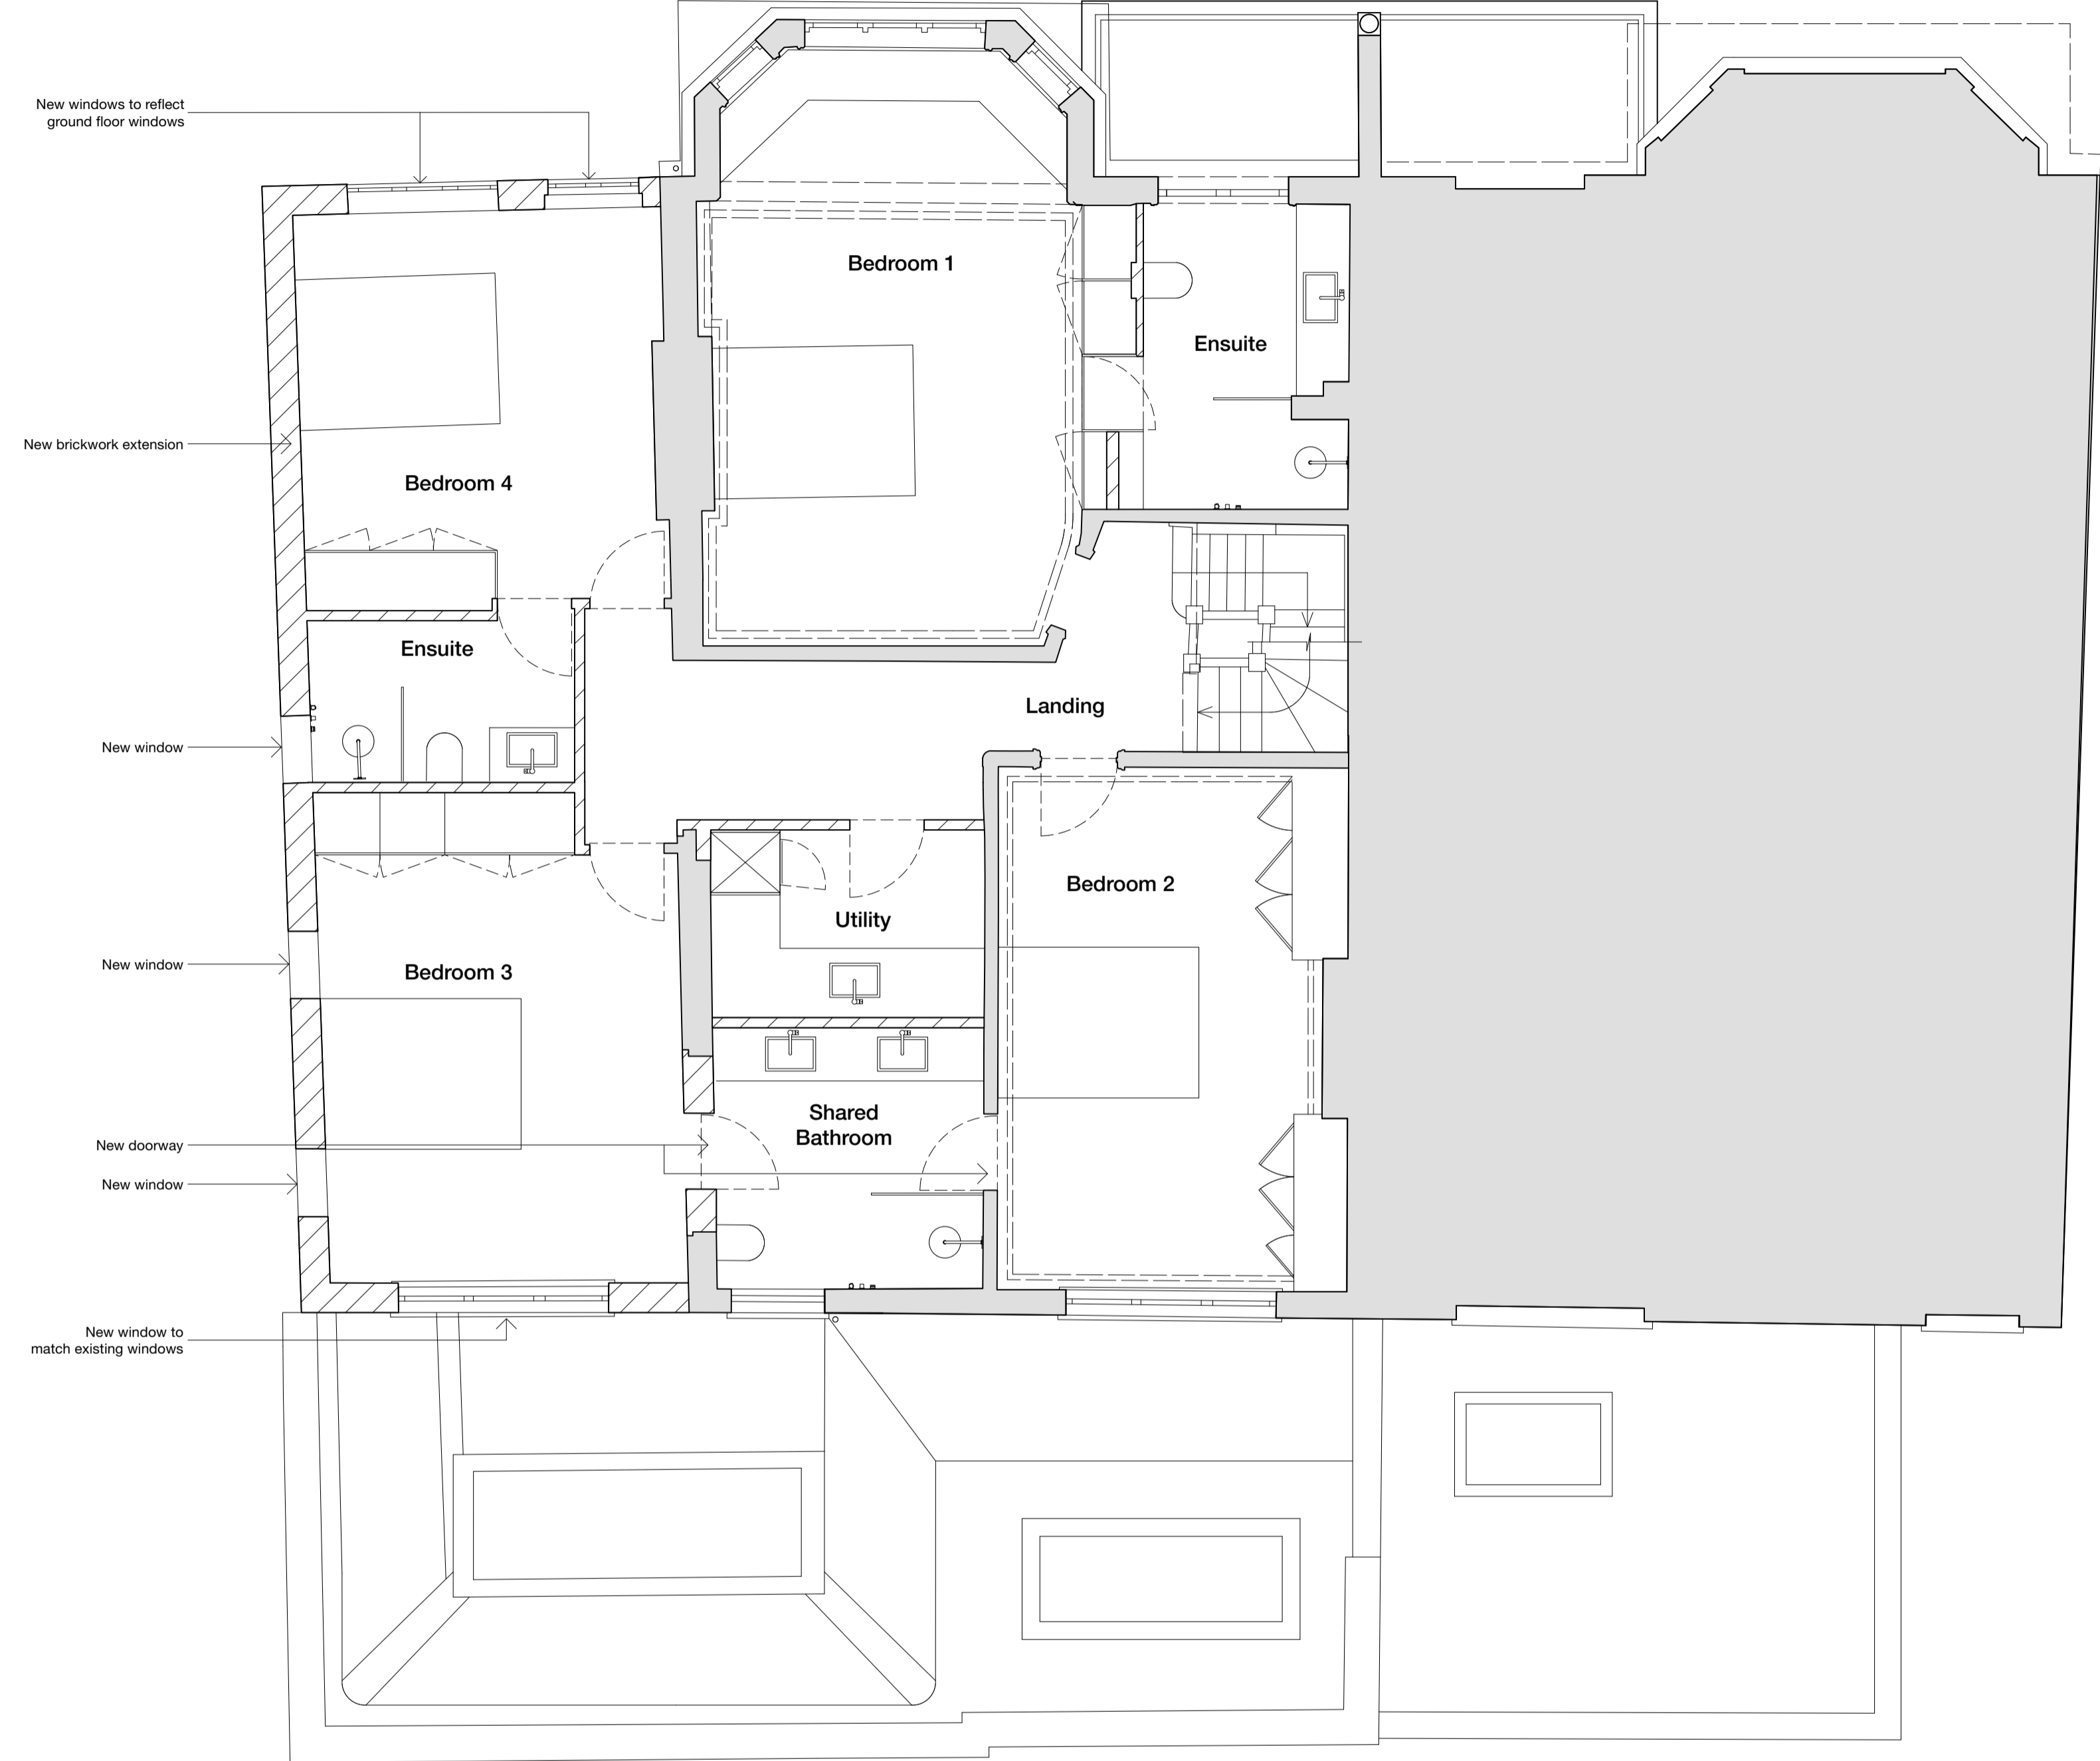 New windows to reflect
ground floor windows
Bedroom 1
Ensuite
New brickwork extension
Bedroom 4
Ensuite
Landing
New window
Bedroom 2
Utility
New window
Bedroom 3
Shared
Bathroom
New doorway
New window
New window to
match existing windows